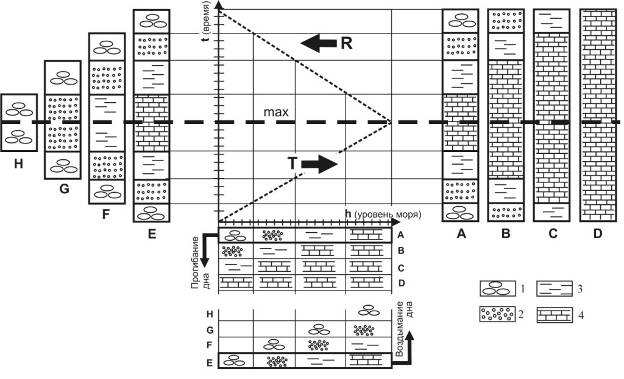 t (время)
R
max
T
H
G
F
E
A
B
C
D
h (уровень моря)
Прогибание дна
A
B
C
D
H
G
F
E
Воздымание дна
1
2
3
4